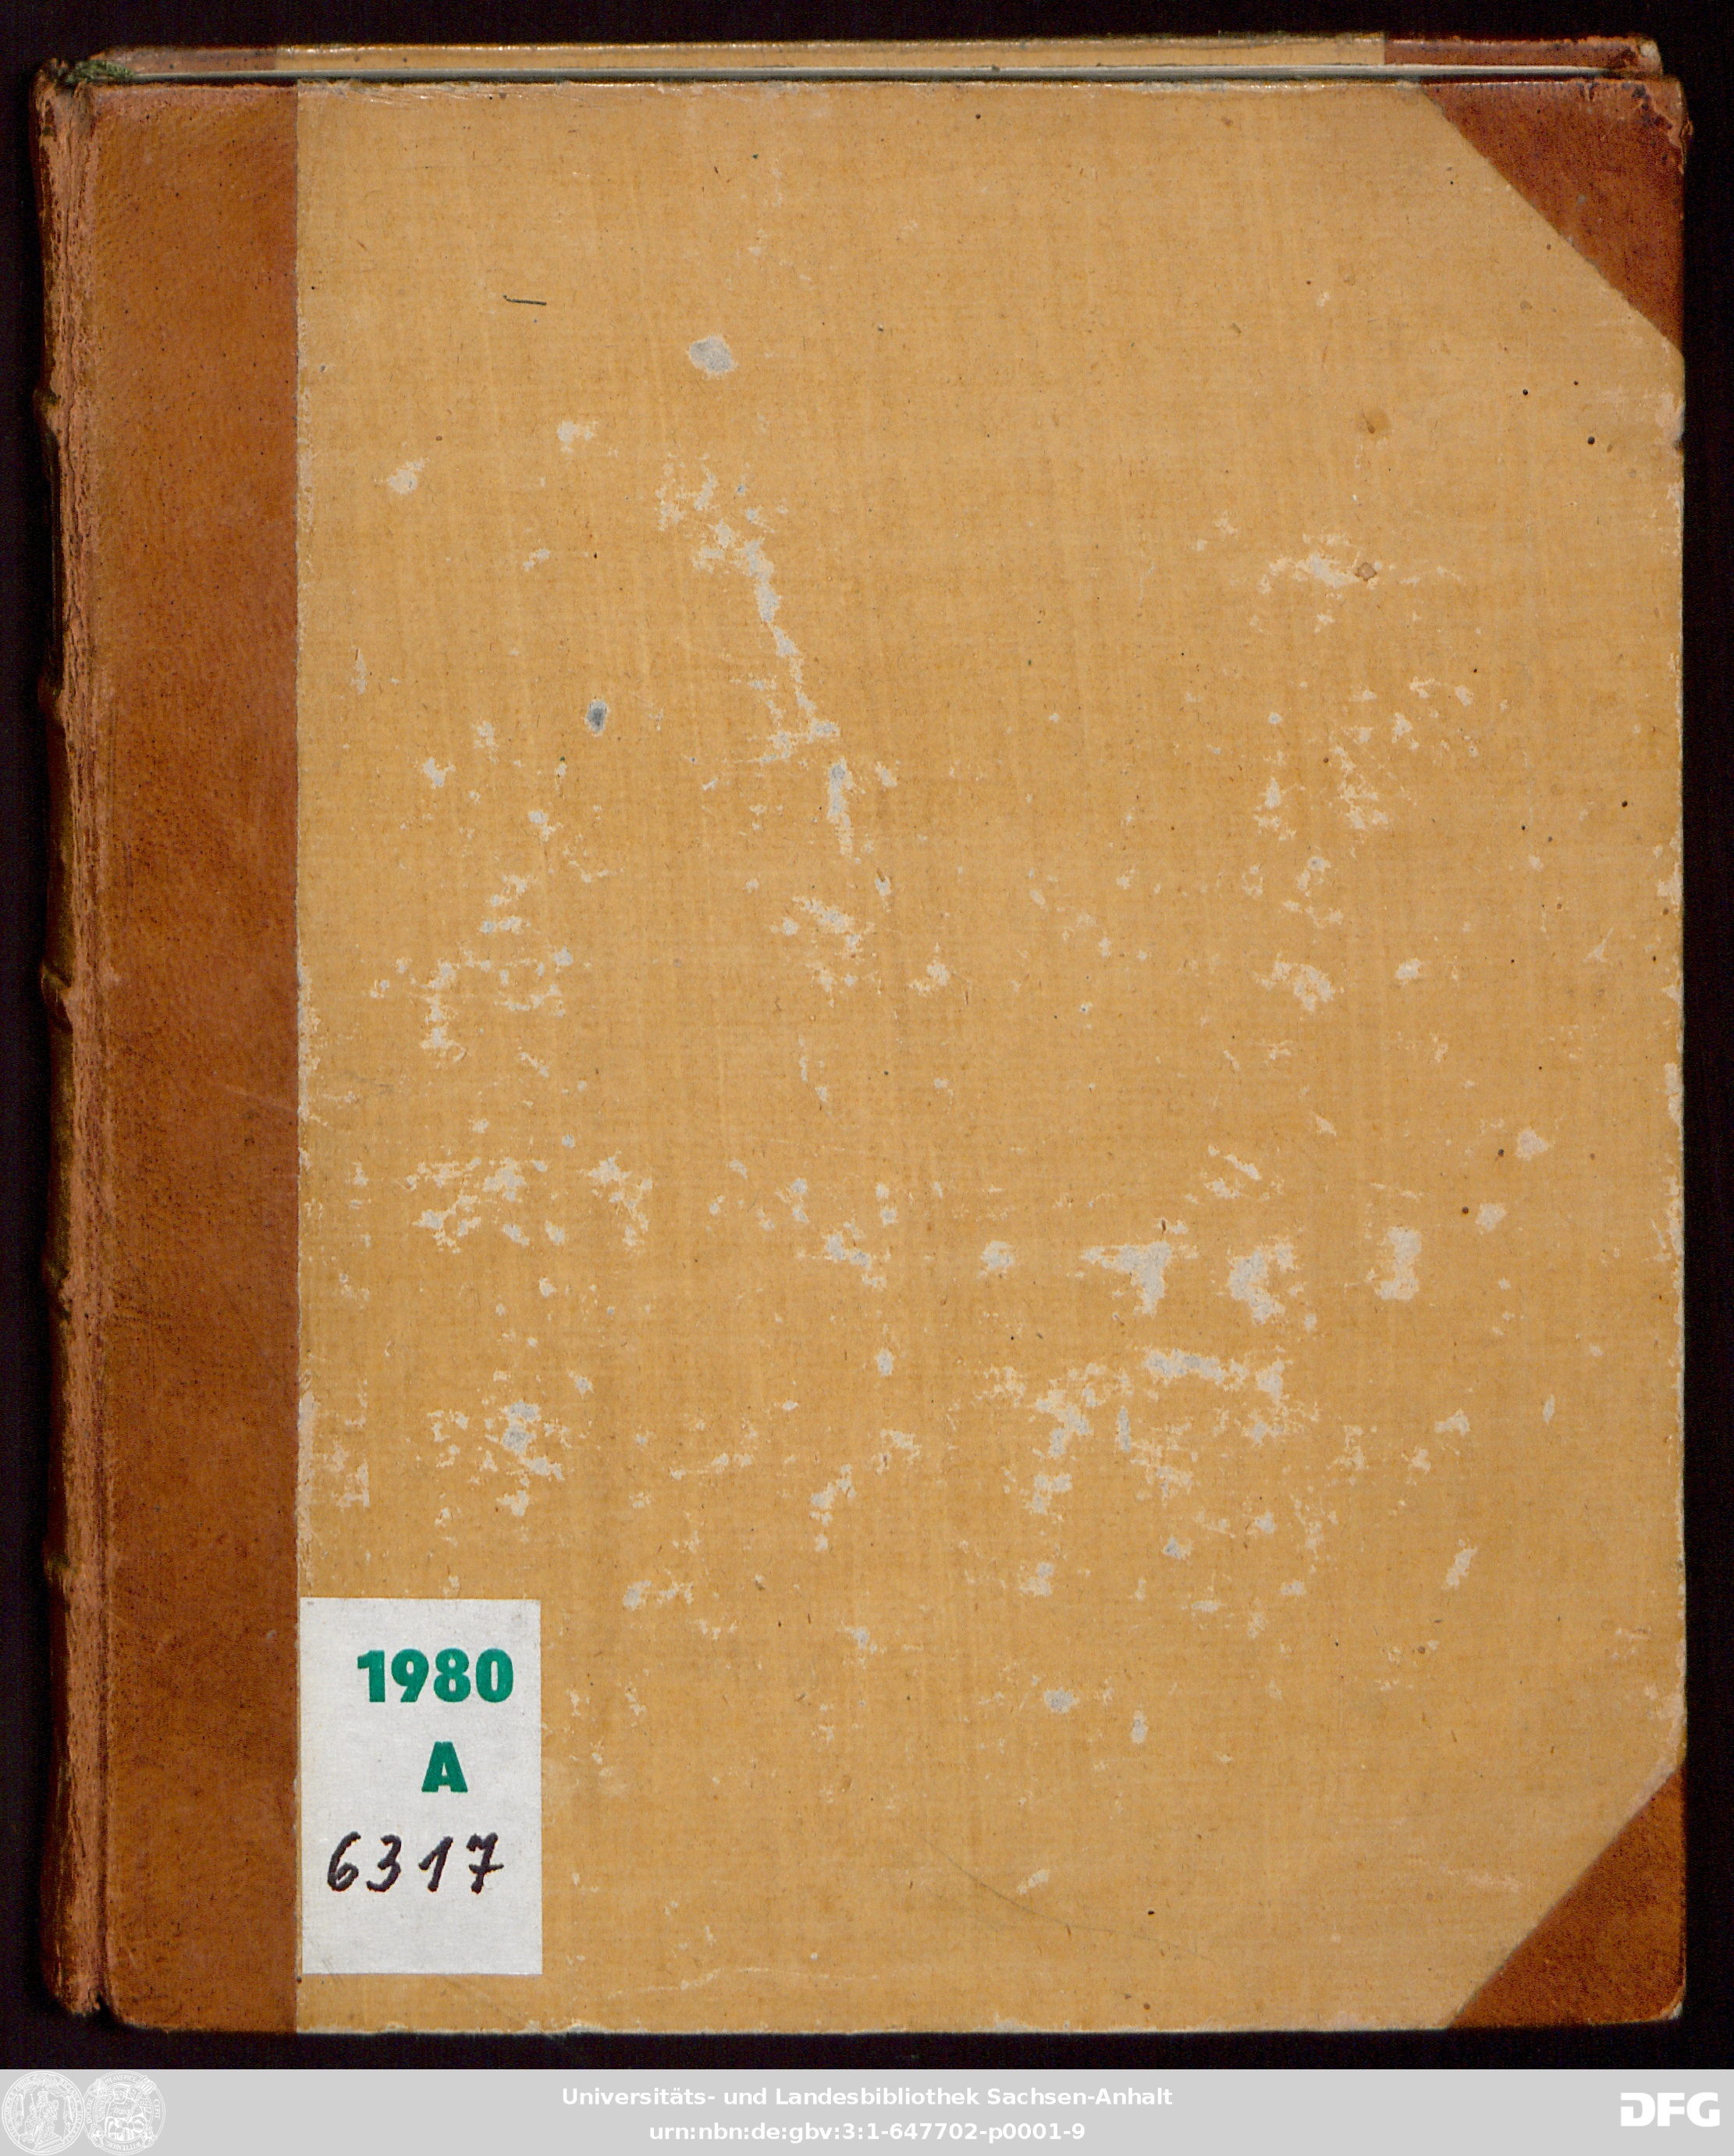 1980
A
6317
Universitäts- und Landesbibliothek Sachsen-Anhalt
urn:nbn:de:gbv:3:1-647702-p0001-9
DFG